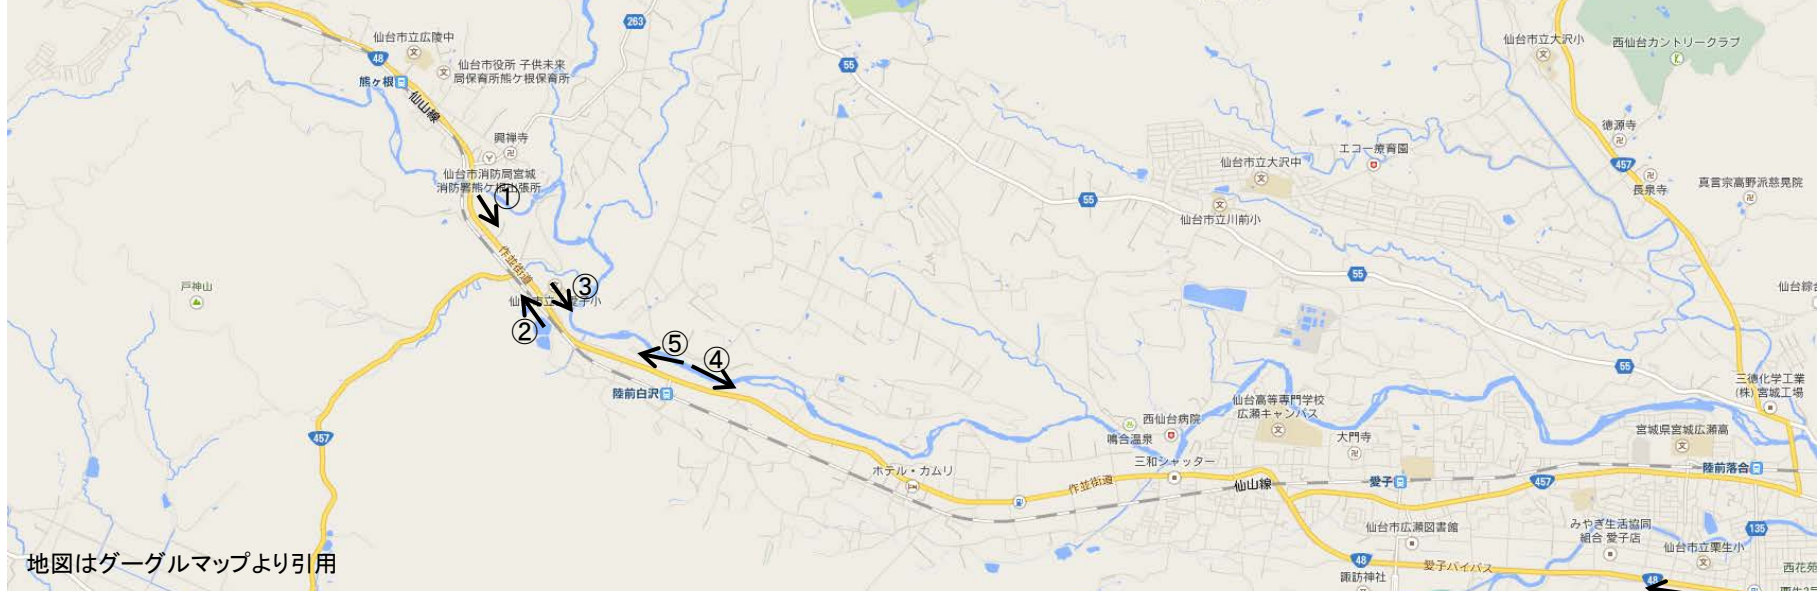 263
仙台市立広陵中
48
仙台市役所 子供未来
局保育所熊ケ根保育所
熊ヶ根
仙山線
興禅寺
仙台市消防局宮城
消防署熊ケ根出張所
①
作並街道
戸神山
③
②
⑤
④
陸前白沢
457
55
仙台市立大沢小
西仙台カントリークラブ
徳源寺
457
エコー療育園
仙台市立大沢中
長泉寺
真言宗高野派慈晃院
55
仙台市立川前小
55
55
三徳化学工業
(株) 宮城工場
仙台高等専門学校
広瀬キャンパス
西仙台病院
鳴合温泉
大門寺
宮城県宮城広瀬高
ホテル・カムリ
三和シャッター
陸前落合
作並街道
仙山線
愛子
457
仙台市広瀬図書館
みやぎ生活協同
組合 愛子店
135
仙台市立栗生小
48
愛子バイパス
西花苑
諏訪神社
48
地図はグーグルマップより引用